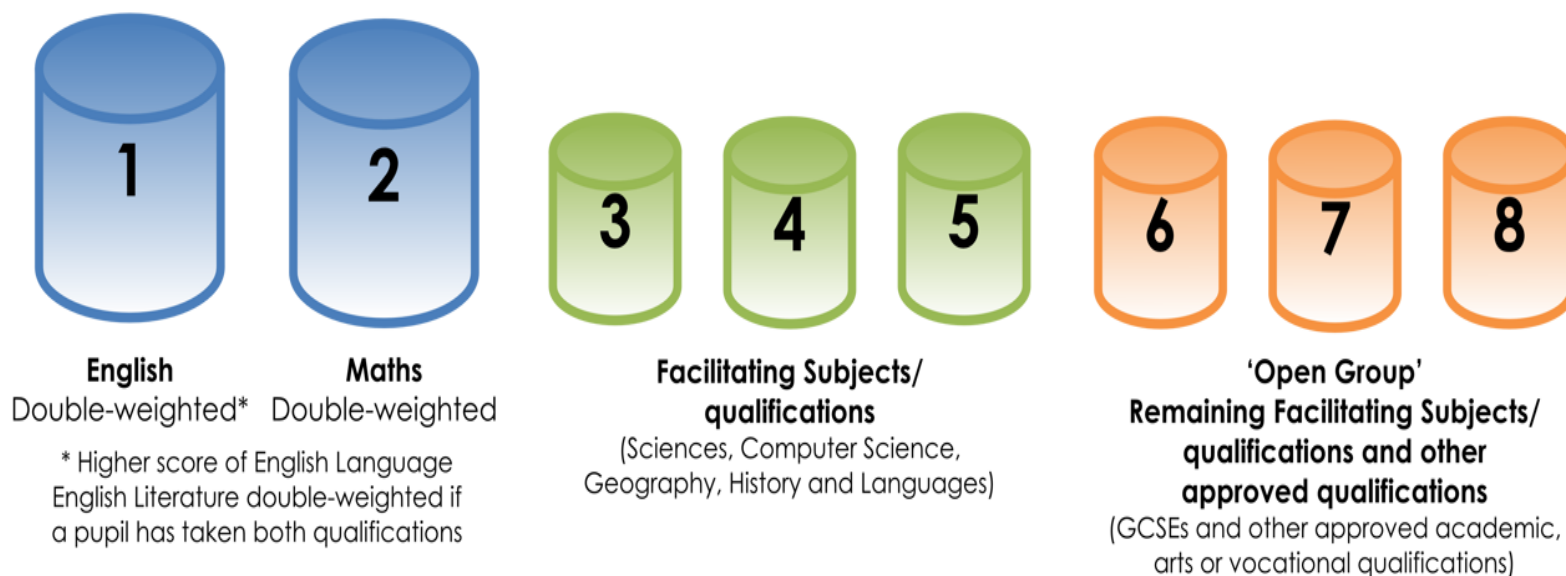 1
2
3
4
5
6
7
8
English
Double-weighted*
Maths
Double-weighted
* Higher score of English Language
English Literature double-weighted if
a pupil has taken both qualifications
Facilitating Subjects/
qualifications
(Sciences, Computer Science,
Geography, History and Languages)
‘Open Group’
Remaining Facilitating Subjects/
qualifications and other
approved qualifications
(GCSEs and other approved academic,
arts or vocational qualifications)